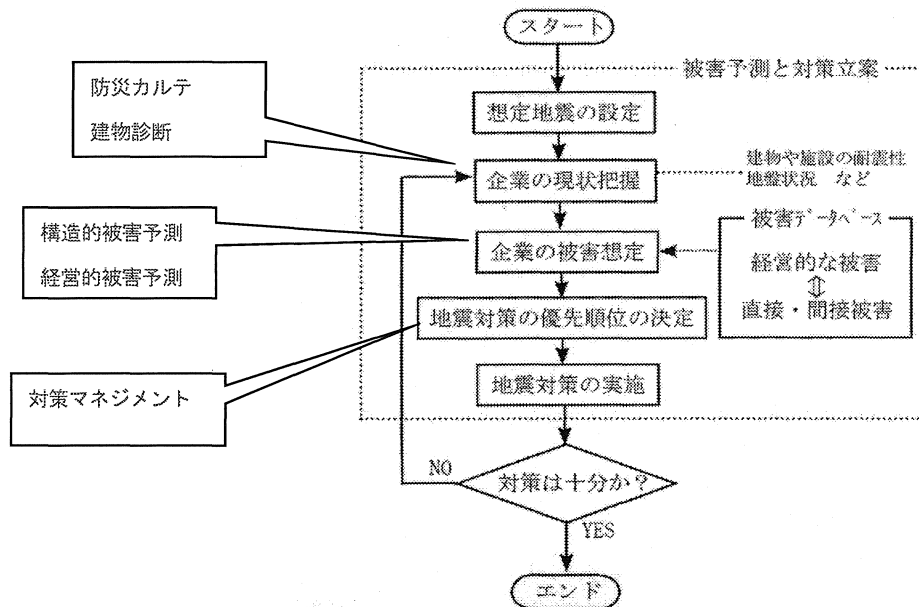 スタート
被害予測と対策立案
防災カルテ
建物診断
想定地震の設定
企業の現状把握
建物や施設の耐震性
地盤状況 など
構造的被害予測
経営的被害予測
企業の被害想定
被害データベース
経営的な被害
⇕
直接・間接被害
地震対策の優先順位の決定
対策マネジメント
地震対策の実施
対策は十分か?
NO
YES
エンド